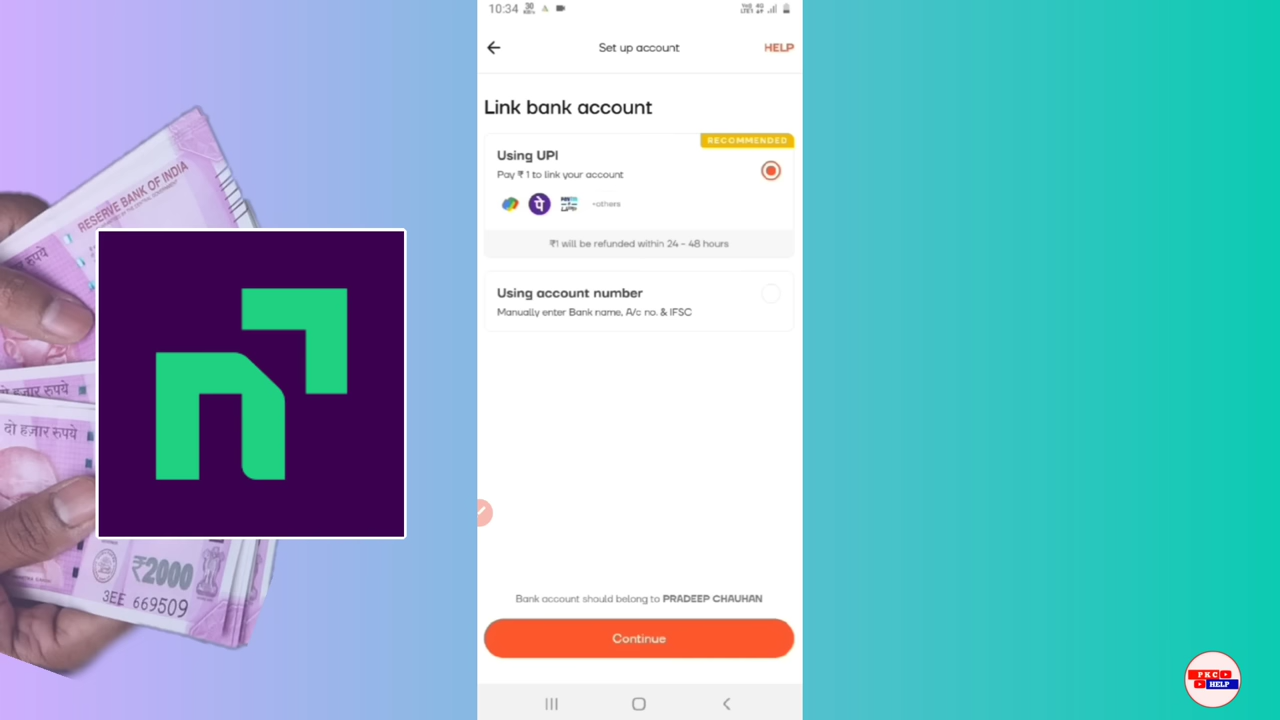 10:34
Set up account
HELP
Link bank account
RECOMMENDED
Using UPI
Pay ₹ 1 to link your account
+others
₹1 will be refunded within 24 - 48 hours
Using account number
Manually enter Bank name, A/c no. & IFSC
Bank account should belong to PRADEEP CHAUHAN
Continue
RESERVE BANK OF INDIA
दो हज़ार रुपये
₹2000
3EE 669509
PKC
HELP